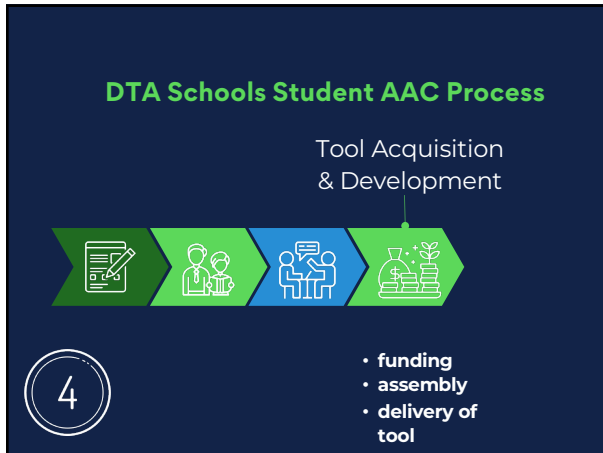 DTA Schools Student AAC Process
Tool Acquisition
& Development
$
4
• funding
• assembly
• delivery of
tool